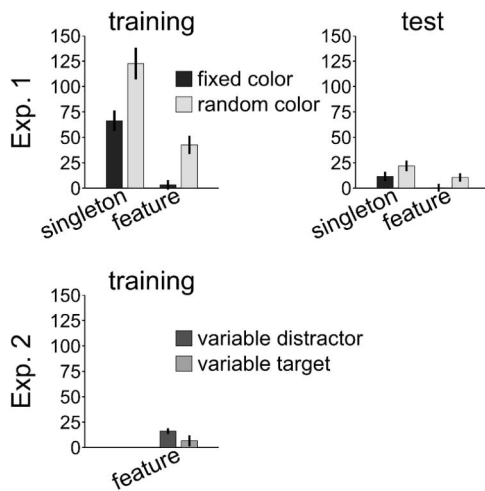 training
test
Exp. 1
150
125
100
75
50
25
0
fixed color
random color
singleton
feature
150
125
100
75
50
25
0
singleton
feature
training
Exp. 2
150
125
100
75
50
25
0
variable distractor
variable target
feature